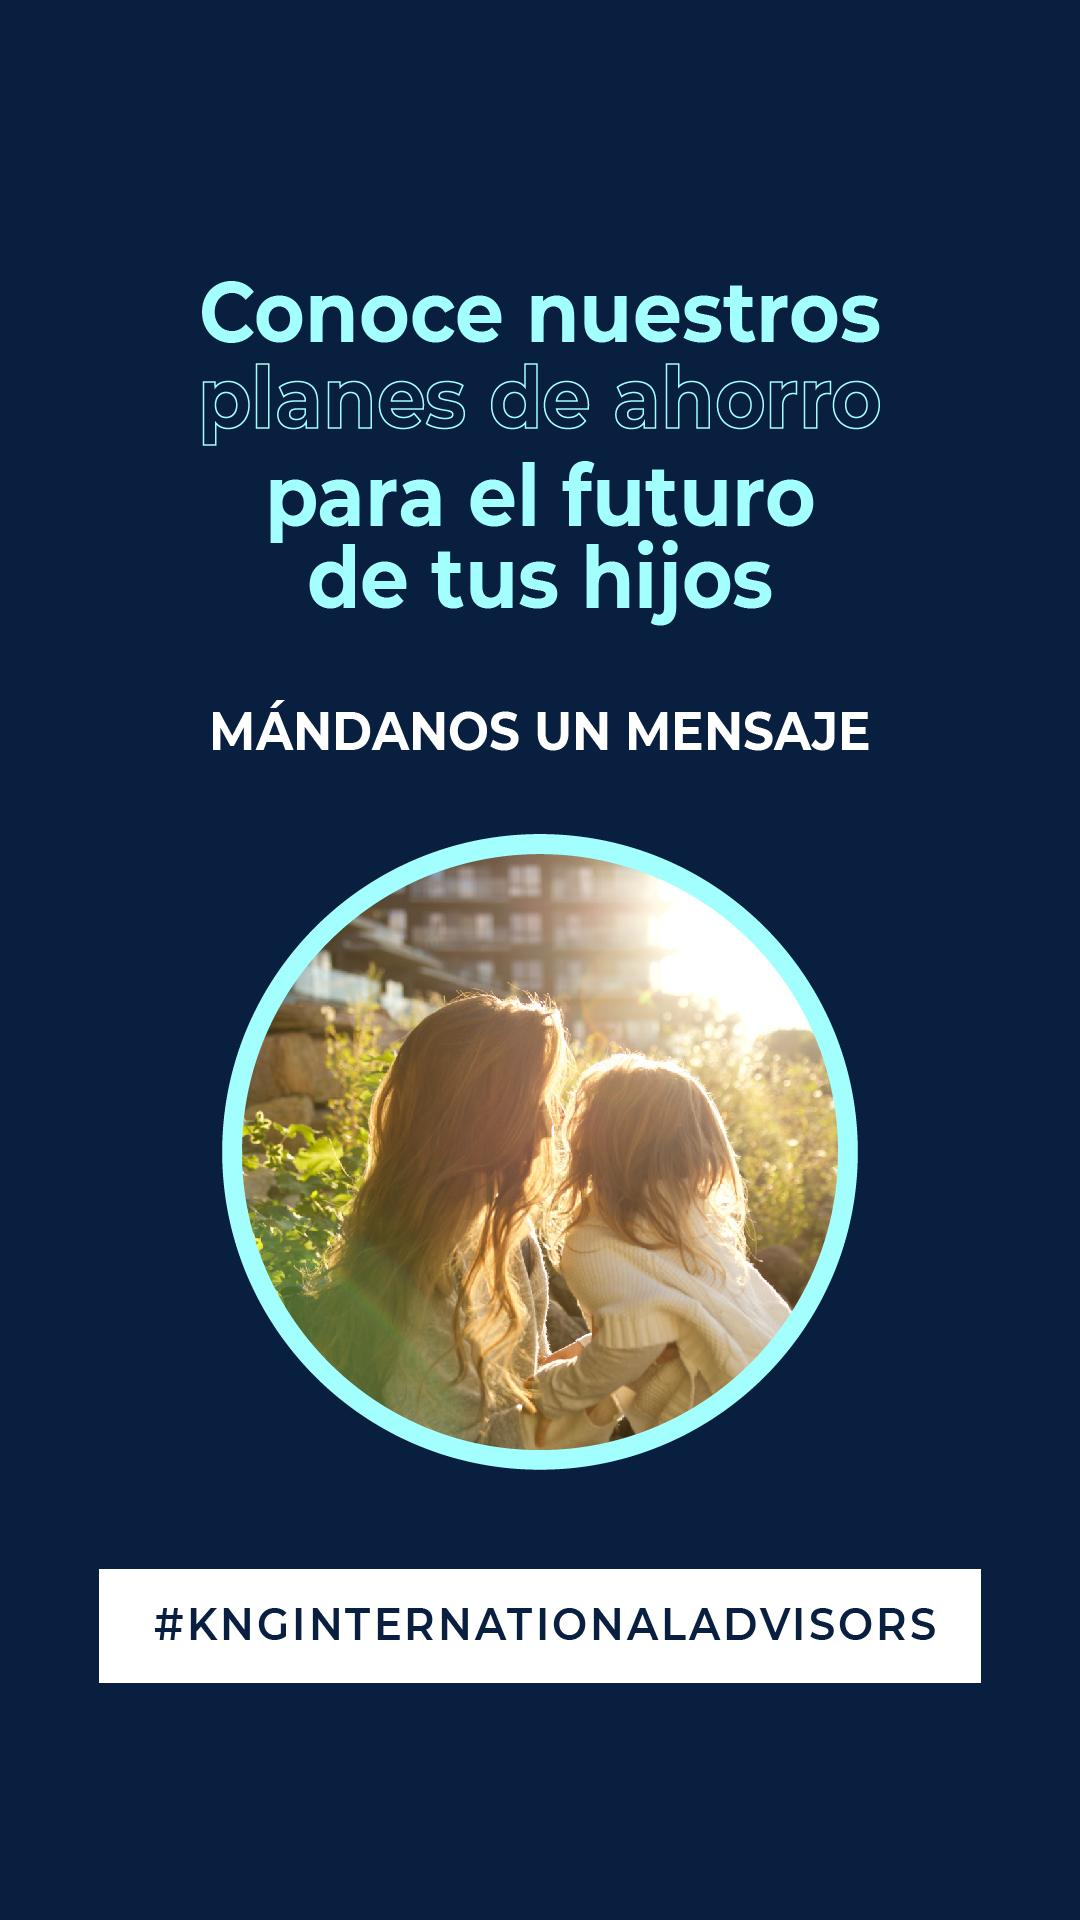 Conoce nuestros
planes de ahorro
para el futuro
de tus hijos
MÁNDANOS UN MENSAJE
#KNGINTERNATIONALADVISORS